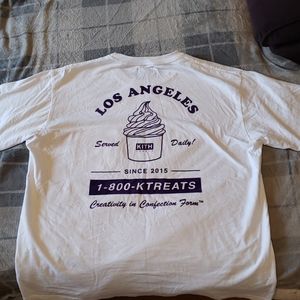 LOS ANGELES
Served Daily!
KITH
SINCE 2015
1-800-KTREATS
Creativity in Confection Form™